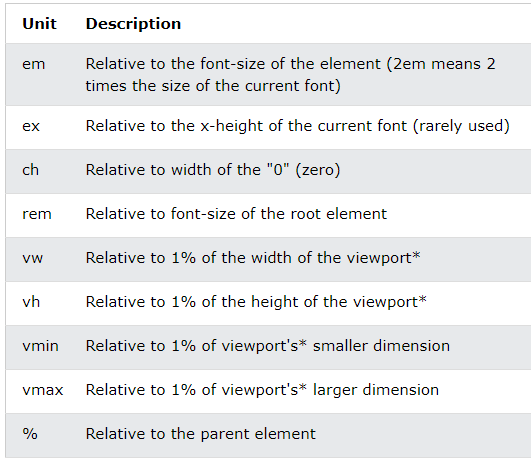 Unit Description
em Relative to the font-size of the element (2em means 2
times the size of the current font)
ex Relative to the x-height of the current font (rarely used)
ch Relative to width of the "0" (zero)
rem Relative to font-size of the root element
vw Relative to 1% of the width of the viewport*
vh Relative to 1% of the height of the viewport*
vmin Relative to 1% of viewport's* smaller dimension
vmax Relative to 1% of viewport's* larger dimension
% Relative to the parent element